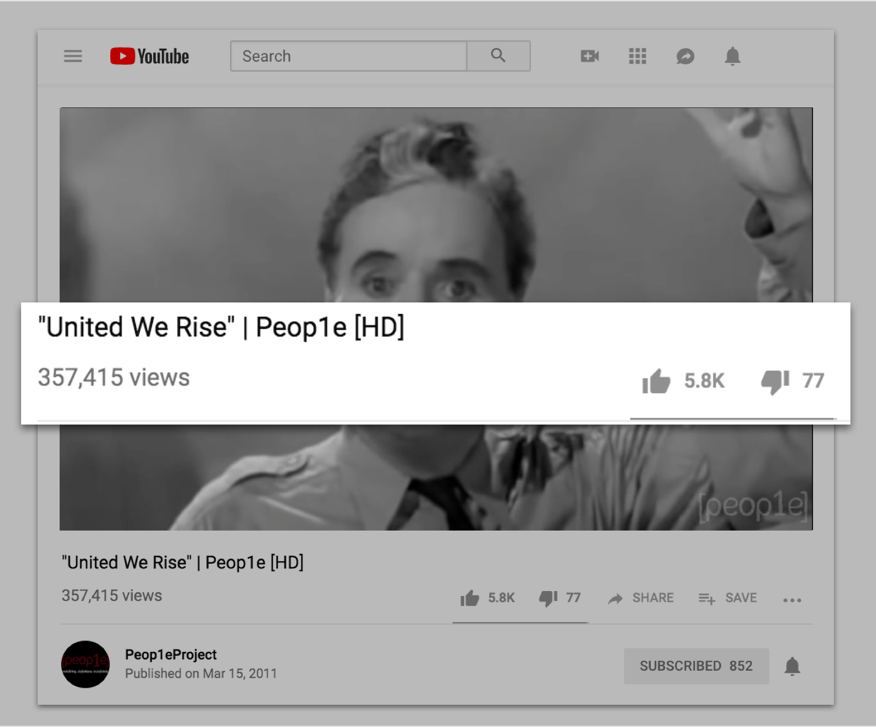 YouTube
Search
"United We Rise" | Peop1e [HD]
357,415 views
5.8K
77
[peop1e]
"United We Rise" | Peop1e [HD]
357,415 views
5.8K
77
SHARE
SAVE
peop1e
Peop1eProject
Published on Mar 15, 2011
SUBSCRIBED 852